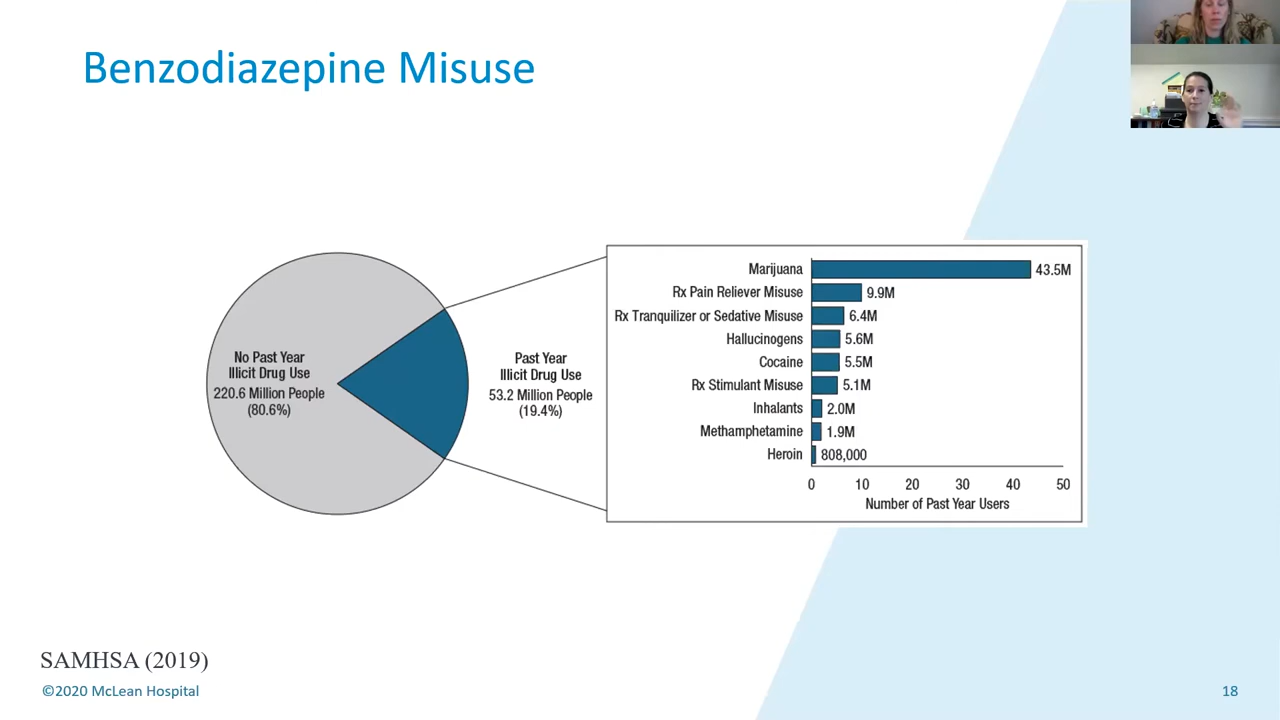 Benzodiazepine Misuse
No Past Year
Illicit Drug Use
220.6 Million People
(80.6%)
Past Year
Illicit Drug Use
53.2 Million People
(19.4%)
Marijuana 43.5M
Rx Pain Reliever Misuse 9.9M
Rx Tranquilizer or Sedative Misuse 6.4M
Hallucinogens 5.6M
Cocaine 5.5M
Rx Stimulant Misuse 5.1M
Inhalants 2.0M
Methamphetamine 1.9M
Heroin 808,000
0 10 20 30 40 50
Number of Past Year Users
SAMHSA (2019)
©2020 McLean Hospital
18